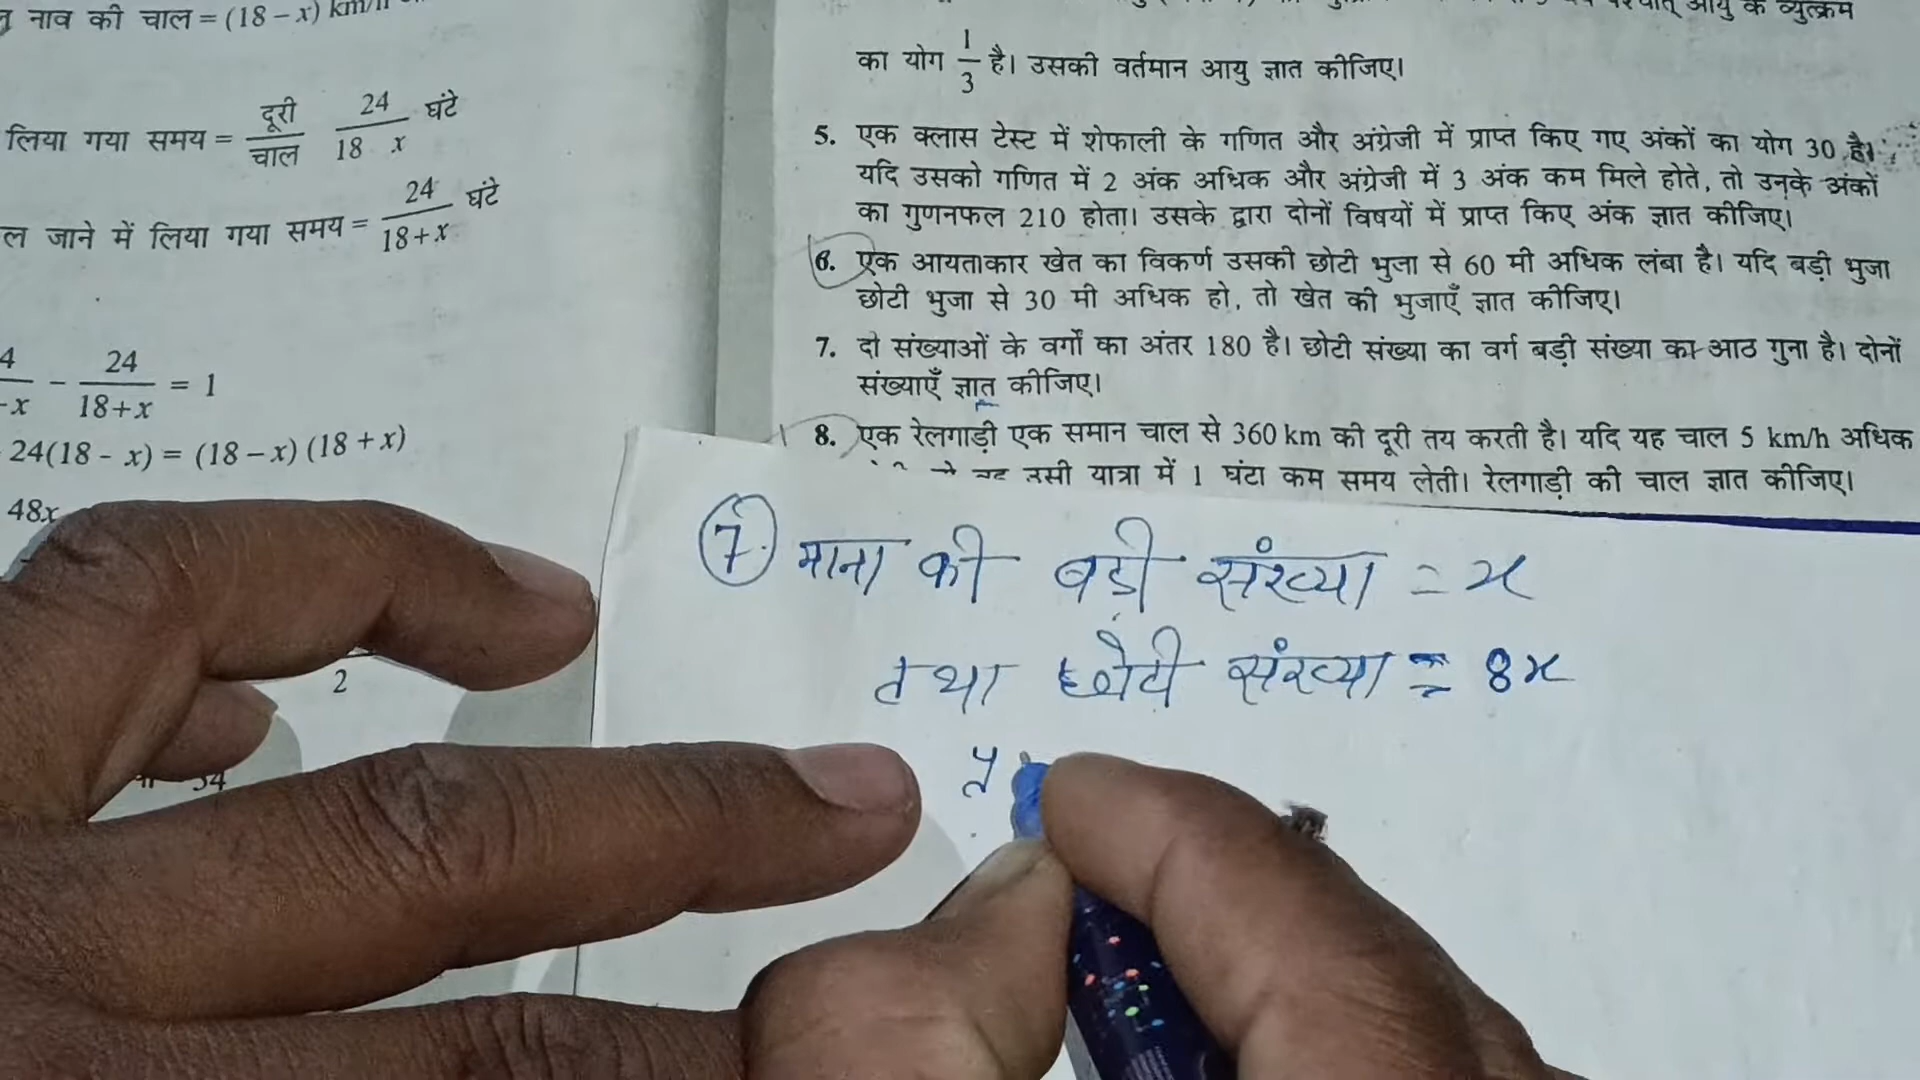 नाव की चाल = (18 – x) km/h
लिया गया समय = दूरी/चाल 24/18 x घंटे
जाने में लिया गया समय = 24/18+x घंटे
- 24/18+x = 1
24(18 - x) = (18 – x) (18 + x)
48x
2
54
आयु के व्युत्क्रम
का योग 1/3 है। उसकी वर्तमान आयु ज्ञात कीजिए।
5. एक क्लास टेस्ट में शेफाली के गणित और अंग्रेजी में प्राप्त किए गए अंकों का योग 30 है।
यदि उसको गणित में 2 अंक अधिक और अंग्रेजी में 3 अंक कम मिले होते, तो उनके अंकों
का गुणनफल 210 होता। उसके द्वारा दोनों विषयों में प्राप्त किए अंक ज्ञात कीजिए।
6. एक आयताकार खेत का विकर्ण उसकी छोटी भुजा से 60 मी अधिक लंबा है। यदि बड़ी भुजा
छोटी भुजा से 30 मी अधिक हो, तो खेत की भुजाएँ ज्ञात कीजिए।
7. दो संख्याओं के वर्गों का अंतर 180 है। छोटी संख्या का वर्ग बड़ी संख्या का आठ गुना है। दोनों
संख्याएँ ज्ञात कीजिए।
8. एक रेलगाड़ी एक समान चाल से 360 km की दूरी तय करती है। यदि यह चाल 5 km/h अधिक
यात्रा में 1 घंटा कम समय लेती। रेलगाड़ी की चाल ज्ञात कीजिए।
7. माना की बड़ी संख्या = x
तथा छोटी संख्या = 8x